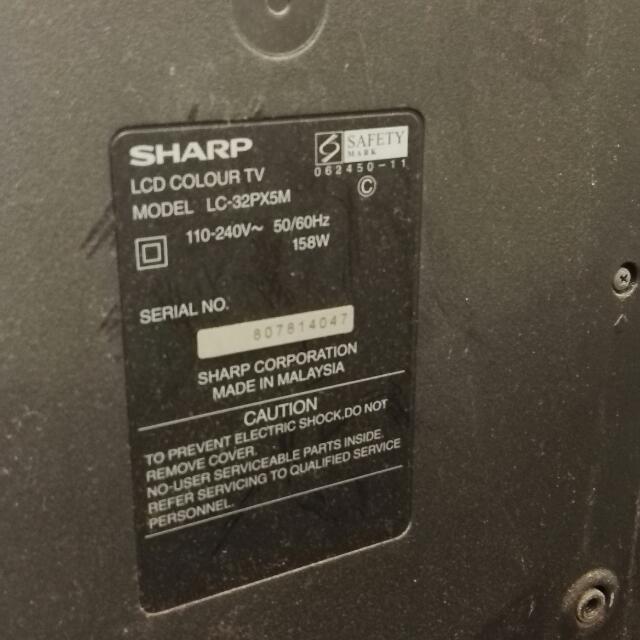 SHARP
SAFETY
MARK
062450-11
LCD COLOUR TV
MODEL LC-32PX5M
110-240V~ 50/60Hz
158W
SERIAL NO.
807814047
SHARP CORPORATION
MADE IN MALAYSIA
CAUTION
TO PREVENT ELECTRIC SHOCK,DO NOT
REMOVE COVER.
NO-USER SERVICEABLE PARTS INSIDE.
REFER SERVICING TO QUALIFIED SERVICE
PERSONNEL.